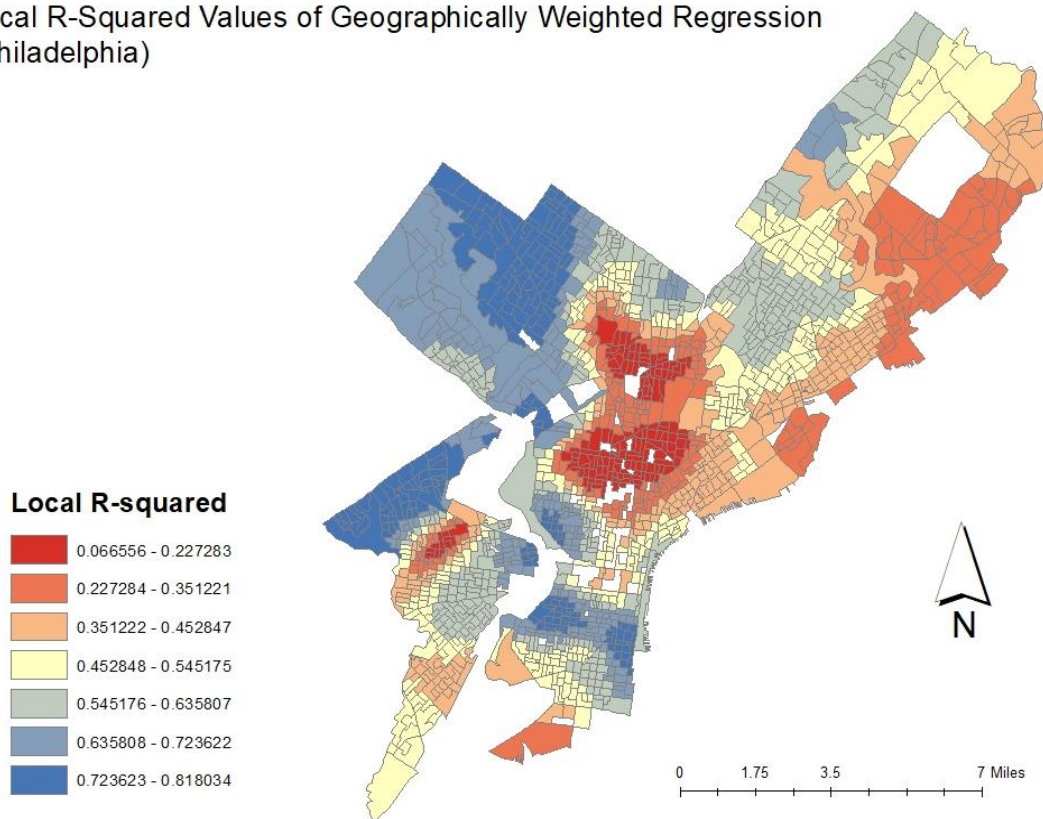 cal R-Squared Values of Geographically Weighted Regression
hiladelphia)
Local R-squared
0.066556 - 0.227283
0.227284 - 0.351221
0.351222 - 0.452847
0.452848 - 0.545175
0.545176 - 0.635807
0.635808 - 0.723622
0.723623 - 0.818034
N
0 1.75 3.5 7 Miles